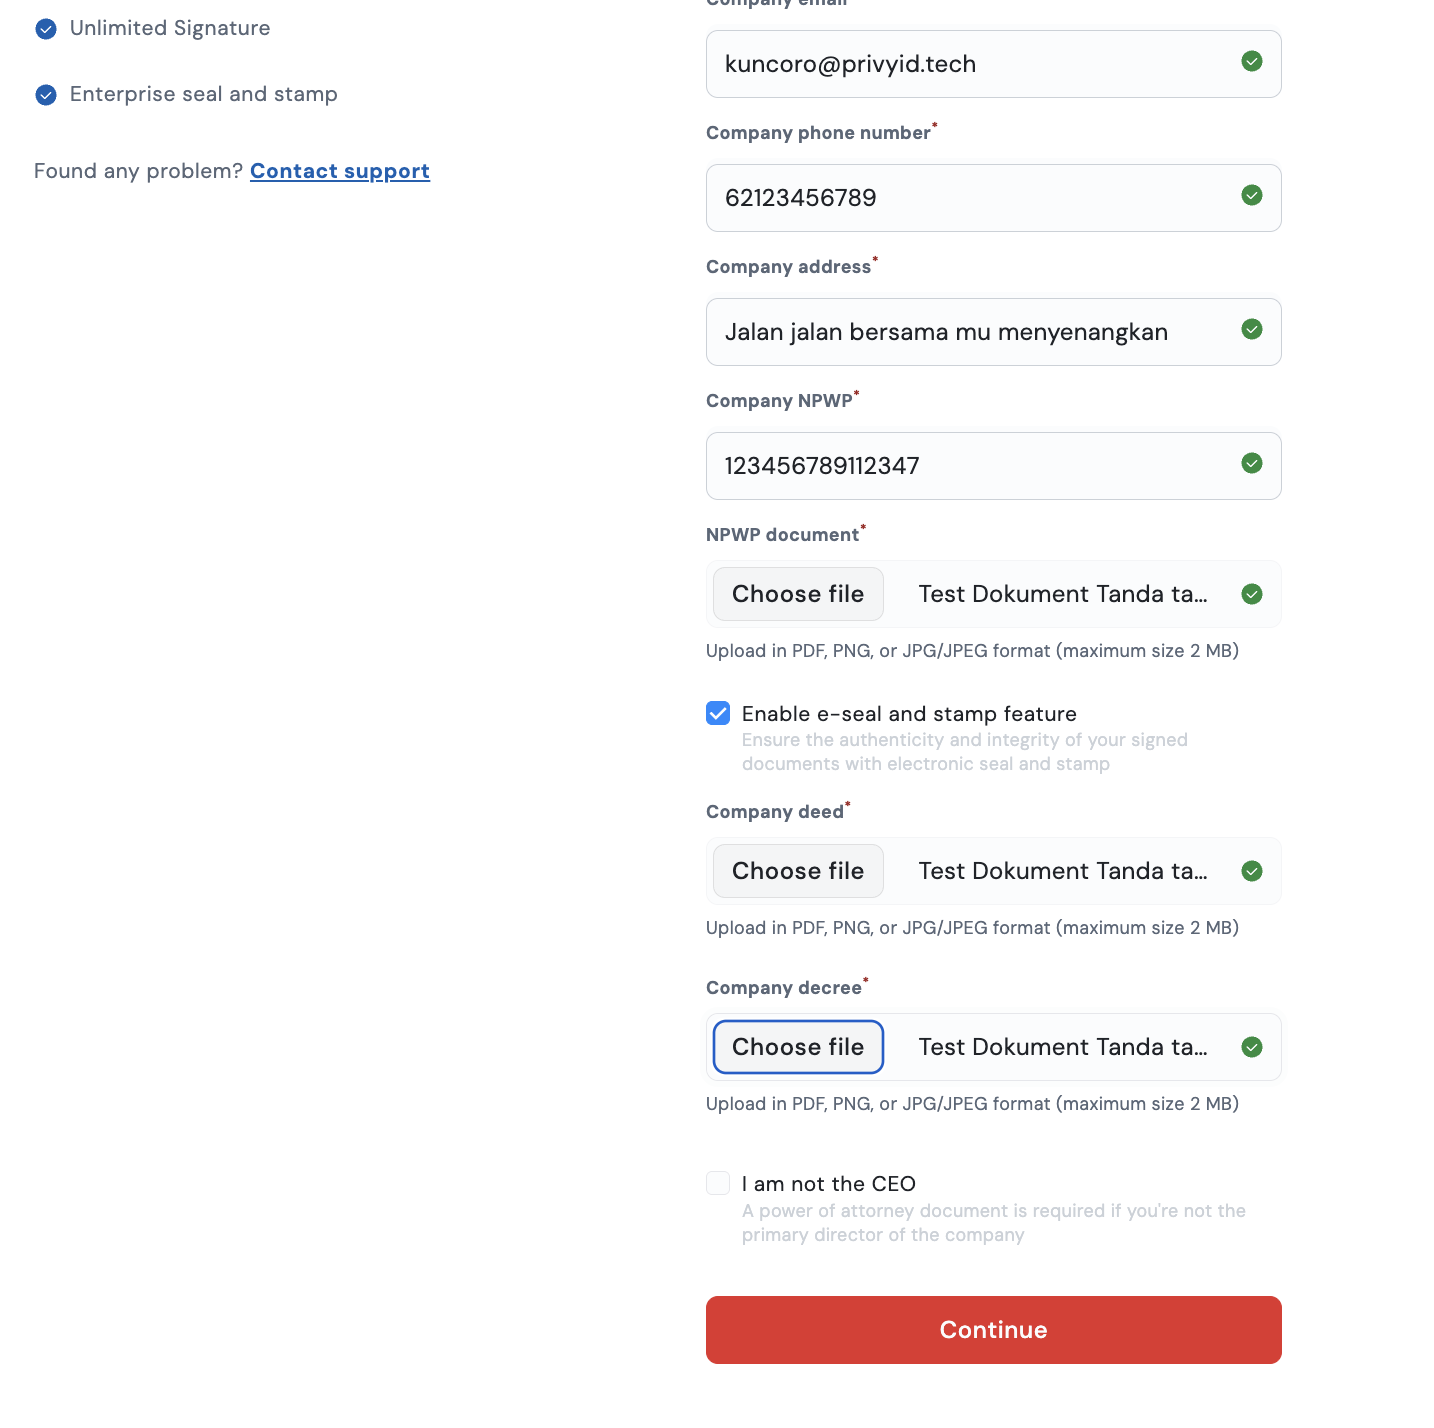 Unlimited Signature
Enterprise seal and stamp
Found any problem? Contact support
Company email
kuncoro@privyid.tech
Company phone number*
62123456789
Company address*
Jalan jalan bersama mu menyenangkan
Company NPWP*
123456789112347
NPWP document*
Choose file Test Dokument Tanda ta...
Upload in PDF, PNG, or JPG/JPEG format (maximum size 2 MB)
Enable e-seal and stamp feature
Ensure the authenticity and integrity of your signed
documents with electronic seal and stamp
Company deed*
Choose file Test Dokument Tanda ta...
Upload in PDF, PNG, or JPG/JPEG format (maximum size 2 MB)
Company decree*
Choose file Test Dokument Tanda ta...
Upload in PDF, PNG, or JPG/JPEG format (maximum size 2 MB)
I am not the CEO
A power of attorney document is required if you're not the
primary director of the company
Continue